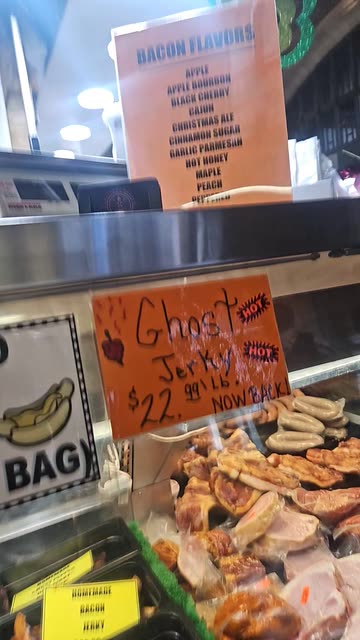 BACON FLAVORS
APPLE
APPLE BOURBON
BLACK CHERRY
CAJUN
CHRISTMAS ALE
CINNAMON SUGAR
GARLIC PARMESIAN
HOT HONEY
MAPLE
PEACH
Ghost HOT
Jerky HOT
$22.99/LB.
NOW BACK!
BAG)
HOMEMADE
BACON
JERKY